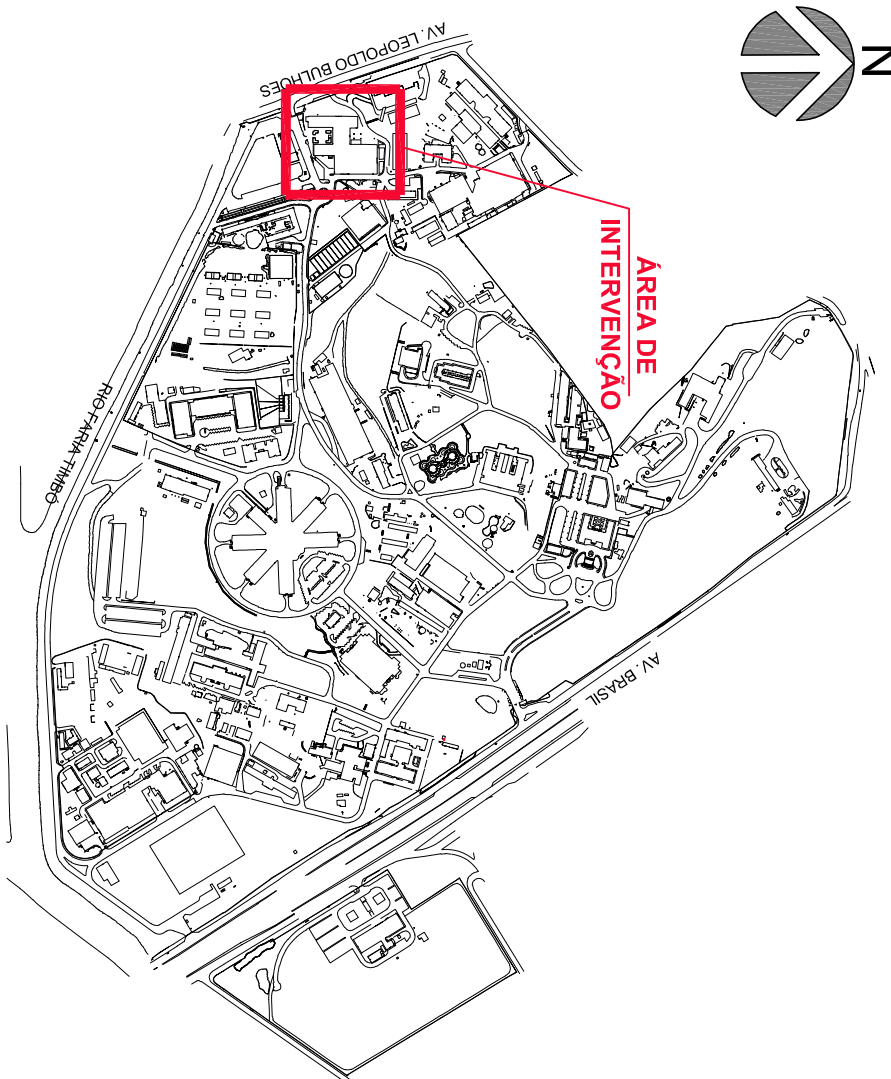 AV. LEOPOLDO BULHÕES
N
ÁREA DE
INTERVENÇÃO
RIO FARIA TIMBÓ
AV. BRASIL